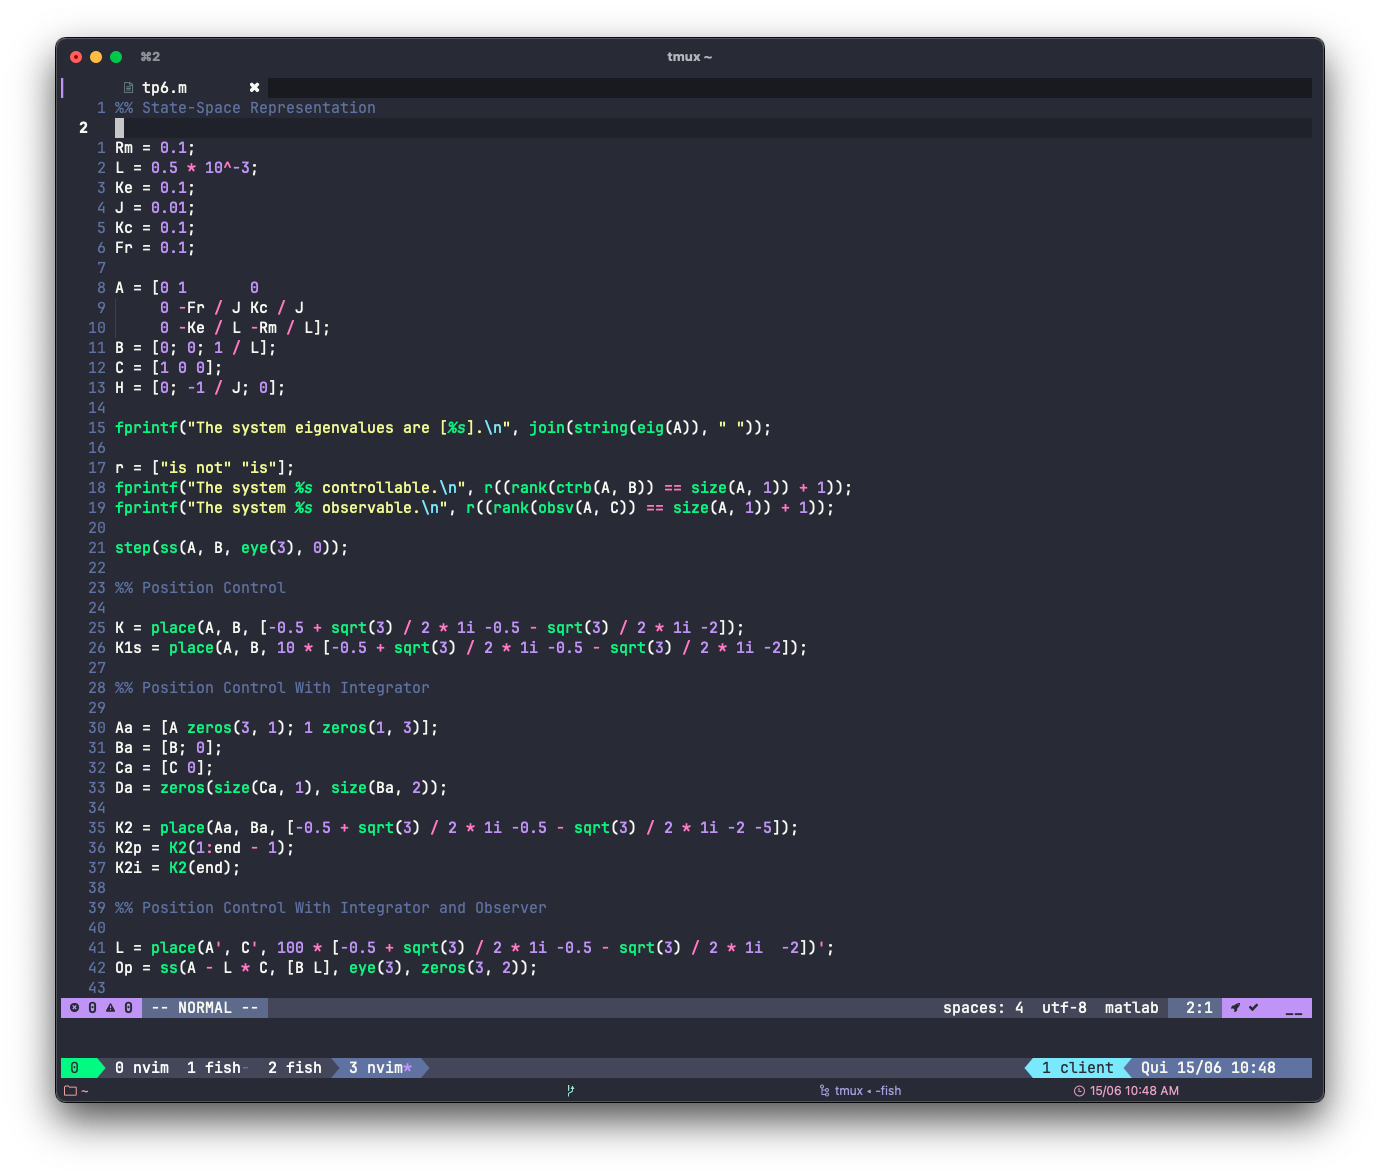 ⌘2 tmux ~
tp6.m ✖
1 %% State-Space Representation
2
1 Rm = 0.1;
2 L = 0.5 * 10^-3;
3 Ke = 0.1;
4 J = 0.01;
5 Kc = 0.1;
6 Fr = 0.1;
7
8 A = [0 1       0
9      0 -Fr / J Kc / J
10      0 -Ke / L -Rm / L];
11 B = [0; 0; 1 / L];
12 C = [1 0 0];
13 H = [0; -1 / J; 0];
14
15 fprintf("The system eigenvalues are [%s].\n", join(string(eig(A)), " "));
16
17 r = ["is not" "is"];
18 fprintf("The system %s controllable.\n", r((rank(ctrb(A, B)) == size(A, 1)) + 1));
19 fprintf("The system %s observable.\n", r((rank(obsv(A, C)) == size(A, 1)) + 1));
20
21 step(ss(A, B, eye(3), 0));
22
23 %% Position Control
24
25 K = place(A, B, [-0.5 + sqrt(3) / 2 * 1i -0.5 - sqrt(3) / 2 * 1i -2]);
26 K1s = place(A, B, 10 * [-0.5 + sqrt(3) / 2 * 1i -0.5 - sqrt(3) / 2 * 1i -2]);
27
28 %% Position Control With Integrator
29
30 Aa = [A zeros(3, 1); 1 zeros(1, 3)];
31 Ba = [B; 0];
32 Ca = [C 0];
33 Da = zeros(size(Ca, 1), size(Ba, 2));
34
35 K2 = place(Aa, Ba, [-0.5 + sqrt(3) / 2 * 1i -0.5 - sqrt(3) / 2 * 1i -2 -5]);
36 K2p = K2(1:end - 1);
37 K2i = K2(end);
38
39 %% Position Control With Integrator and Observer
40
41 L = place(A', C', 100 * [-0.5 + sqrt(3) / 2 * 1i -0.5 - sqrt(3) / 2 * 1i  -2])';
42 Op = ss(A - L * C, [B L], eye(3), zeros(3, 2));
43
0 0 -- NORMAL -- spaces: 4 utf-8 matlab 2:1 __
0 0 nvim 1 fish- 2 fish 3 nvim* 1 client Qui 15/06 10:48
~ tmux ◂ -fish 15/06 10:48 AM